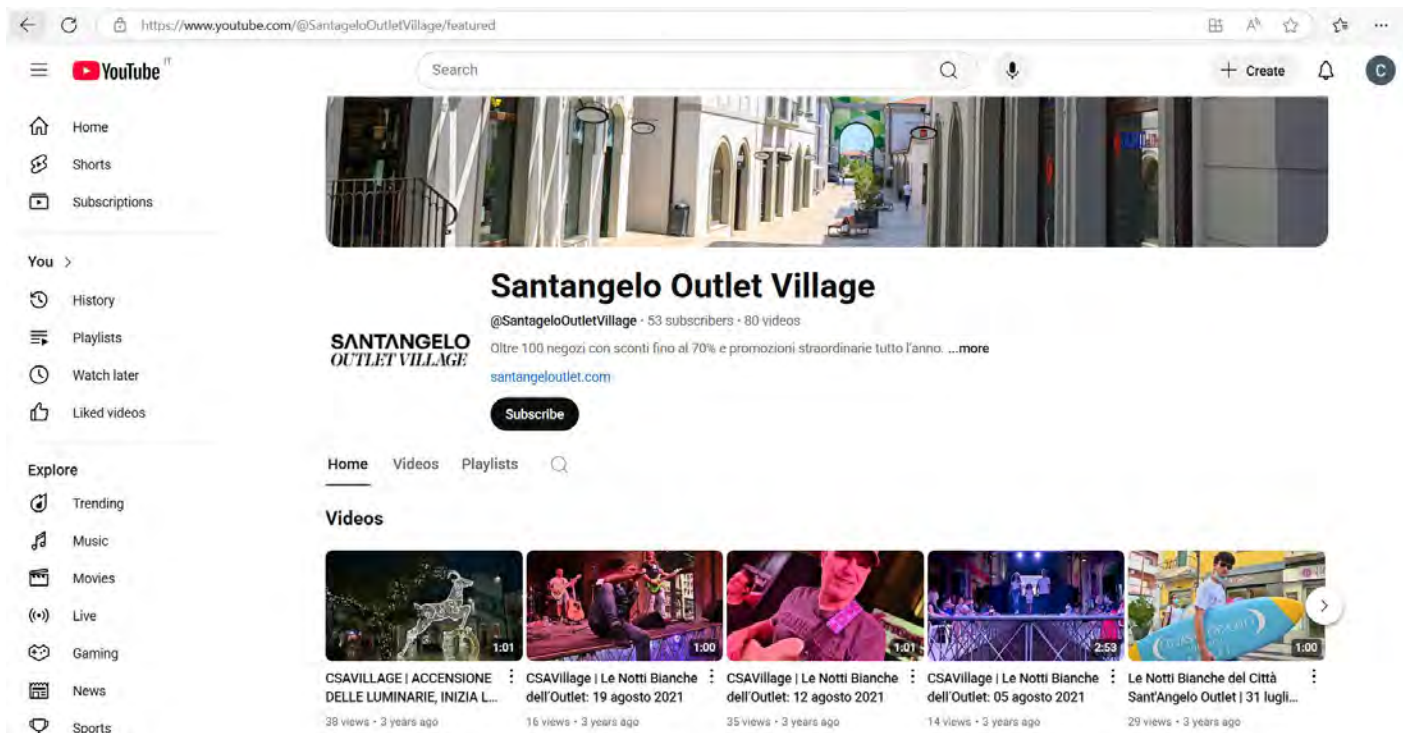 https://www.youtube.com/@SantageloOutletVillage/featured
YouTube IT
Search
Create
C
Home
Shorts
Subscriptions
You
History
Playlists
Watch later
Liked videos
Explore
Trending
Music
Movies
Live
Gaming
News
Sports
SANTANGELO
OUTLET VILLAGE
Santangelo Outlet Village
@SantageloOutletVillage · 53 subscribers · 80 videos
Oltre 100 negozi con sconti fino al 70% e promozioni straordinarie tutto l'anno. ...more
santangeloutlet.com
Subscribe
Home Videos Playlists
Videos
1:01
CSAVILLAGE | ACCENSIONE
DELLE LUMINARIE, INIZIA L...
38 views • 3 years ago
1:00
CSAVillage | Le Notti Bianche
dell'Outlet: 19 agosto 2021
16 views • 3 years ago
1:01
CSAVillage | Le Notti Bianche
dell'Outlet: 12 agosto 2021
35 views • 3 years ago
2:53
CSAVillage | Le Notti Bianche
dell'Outlet: 05 agosto 2021
14 views • 3 years ago
1:00
Le Notti Bianche del Città
Sant'Angelo Outlet | 31 lugli...
29 views • 3 years ago